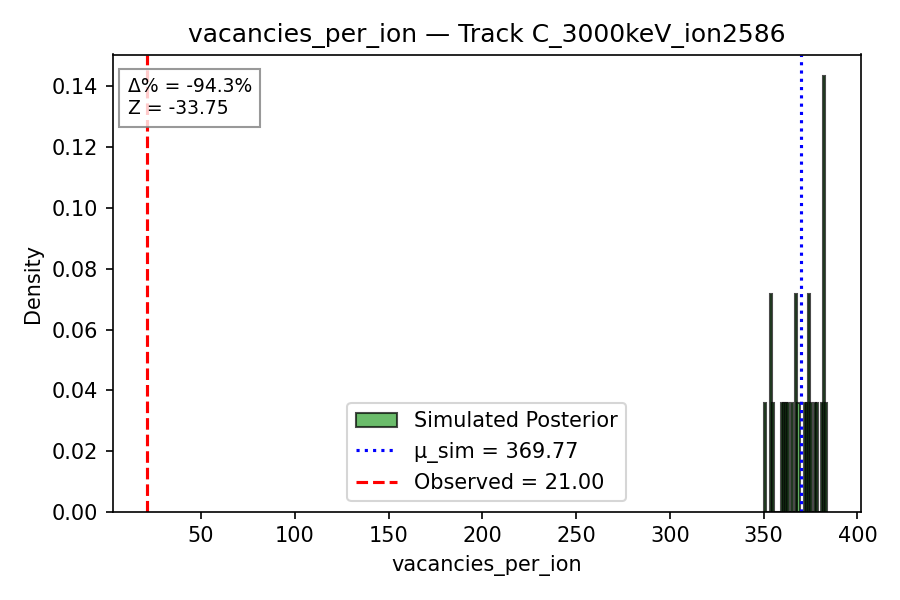 vacancies_per_ion — Track C_3000keV_ion2586
Δ% = -94.3%
Z = -33.75
Density
0.14
0.12
0.10
0.08
0.06
0.04
0.02
0.00
Simulated Posterior
μ_sim = 369.77
Observed = 21.00
50 100 150 200 250 300 350 400
vacancies_per_ion